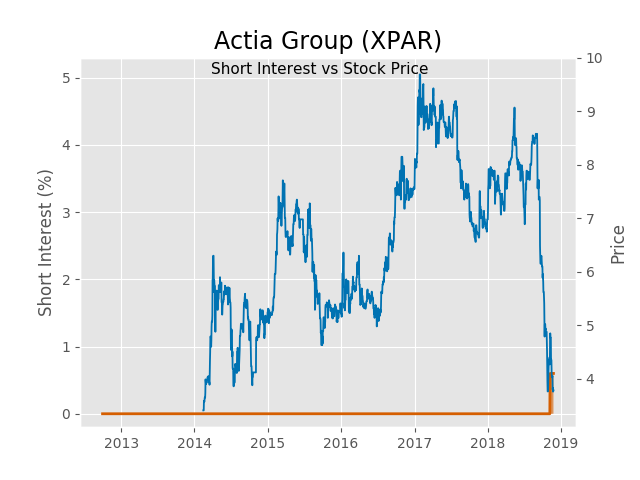 Actia Group (XPAR)
Short Interest vs Stock Price
Short Interest (%)
5
4
3
2
1
0
10
9
8
7
6
5
4
Price
2013 2014 2015 2016 2017 2018 2019